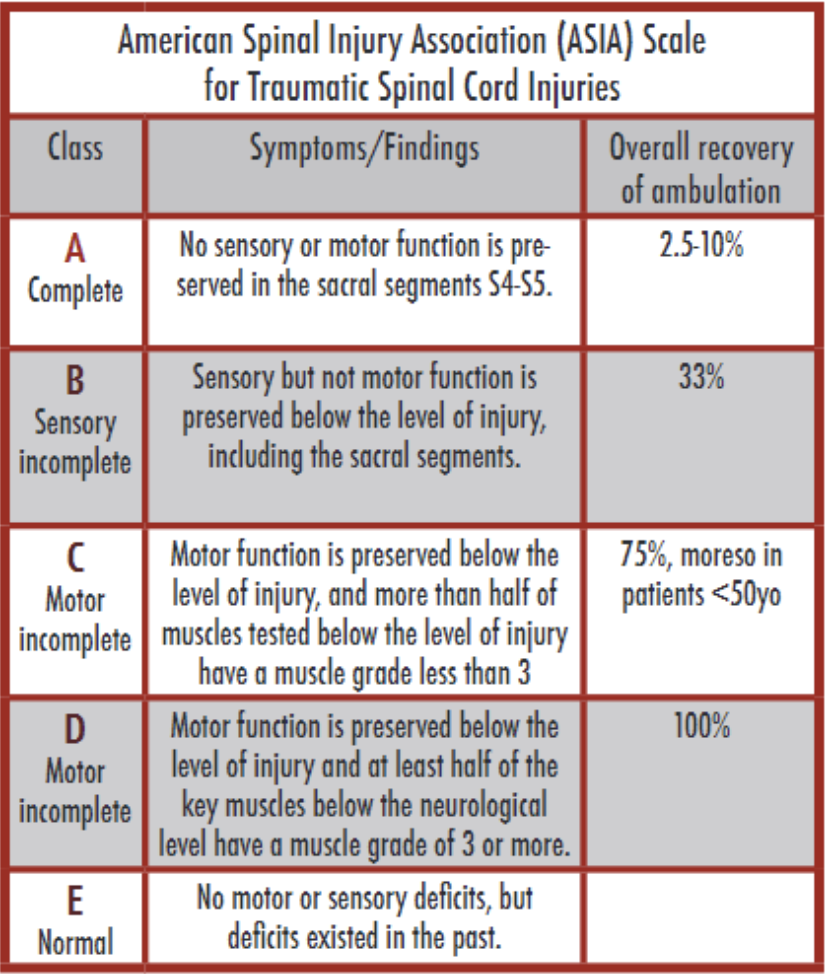 American Spinal Injury Association (ASIA) Scale
for Traumatic Spinal Cord Injuries
Class
Symptoms/Findings
Overall recovery
of ambulation
A
Complete
No sensory or motor function is pre-
served in the sacral segments S4-S5.
2.5-10%
B
Sensory
incomplete
Sensory but not motor function is
preserved below the level of injury,
including the sacral segments.
33%
C
Motor
incomplete
Motor function is preserved below the
level of injury, and more than half of
muscles tested below the level of injury
have a muscle grade less than 3
75%, moreso in
patients <50yo
D
Motor
incomplete
Motor function is preserved below the
level of injury and at least half of the
key muscles below the neurological
level have a muscle grade of 3 or more.
100%
E
Normal
No motor or sensory deficits, but
deficits existed in the past.